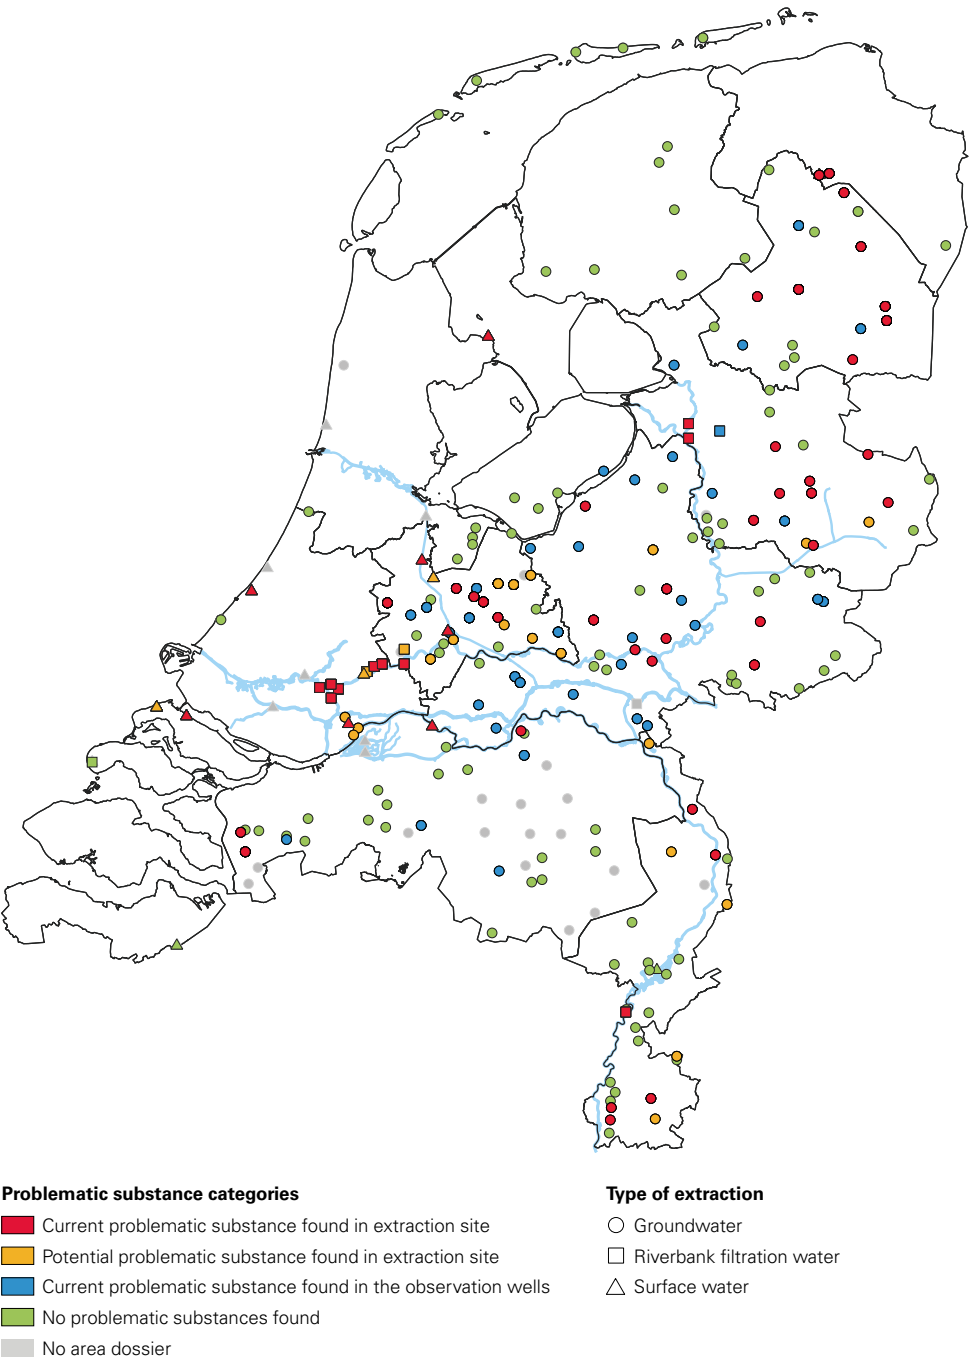 Problematic substance categories
Current problematic substance found in extraction site
Potential problematic substance found in extraction site
Current problematic substance found in the observation wells
No problematic substances found
No area dossier
Type of extraction
Groundwater
Riverbank filtration water
Surface water